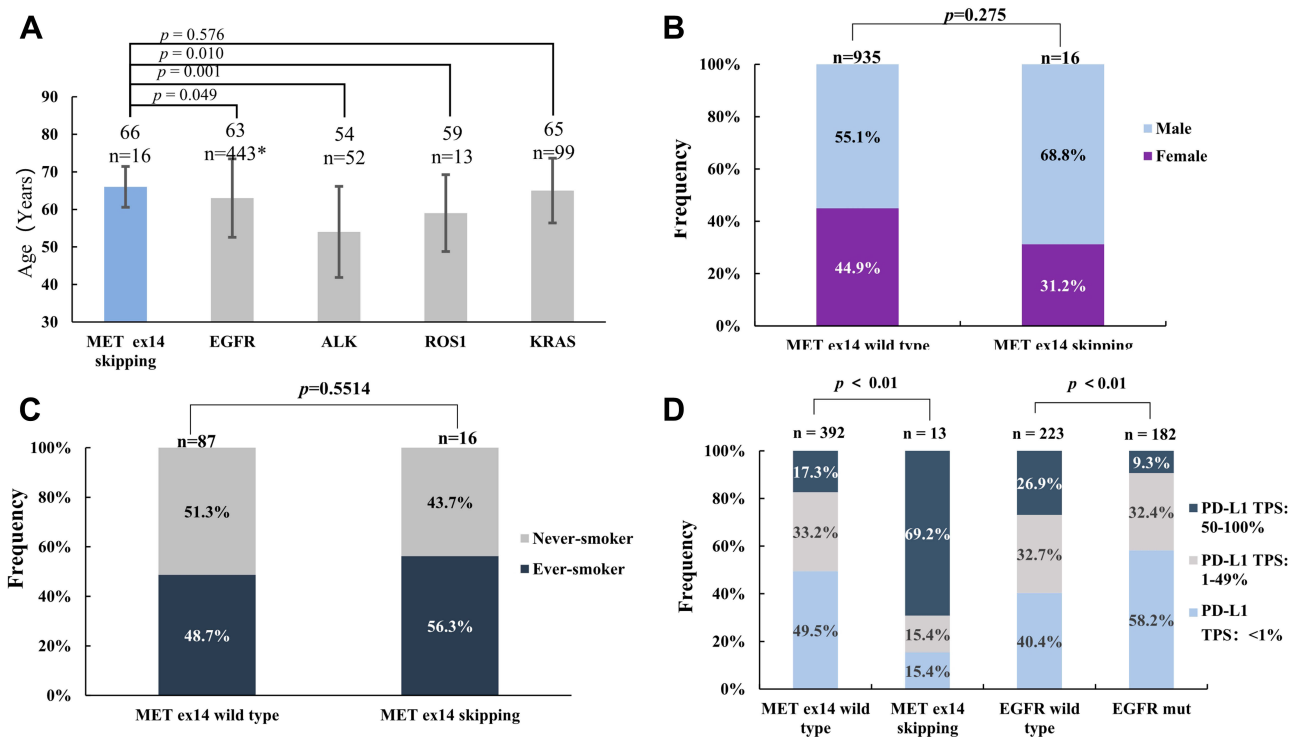 A
p = 0.576
p = 0.010
p = 0.001
p = 0.049
90
80
70
60
50
40
30
Age (Years)
66
n=16
63
n=443*
54
n=52
59
n=13
65
n=99
MET ex14
skipping
EGFR
ALK
ROS1
KRAS
B
p=0.275
n=935
n=16
100%
80%
60%
40%
20%
0%
Frequency
55.1%
68.8%
44.9%
31.2%
Male
Female
MET ex14 wild type
MET ex14 skipping
C
p=0.5514
n=87
n=16
100%
80%
60%
40%
20%
0%
Frequency
51.3%
43.7%
48.7%
56.3%
Never-smoker
Ever-smoker
MET ex14 wild type
MET ex14 skipping
D
p < 0.01
p < 0.01
n = 392
n = 13
n = 223
n = 182
100%
80%
60%
40%
20%
0%
Frequency
17.3%
69.2%
26.9%
9.3%
33.2%
15.4%
32.7%
32.4%
49.5%
15.4%
40.4%
58.2%
PD-L1 TPS:
50-100%
PD-L1 TPS:
1-49%
PD-L1
TPS: <1%
MET ex14 wild
type
MET ex14
skipping
EGFR wild
type
EGFR mut